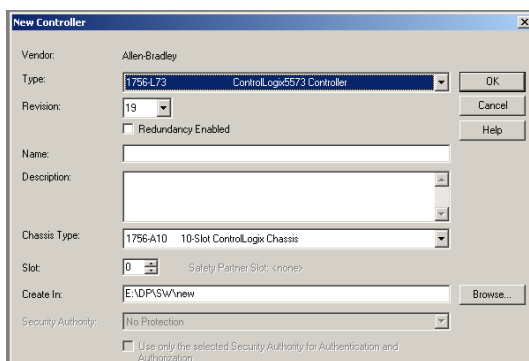 New Controller
Vendor: Allen-Bradley
Type: 1756-L73 ControlLogix5573 Controller OK
Revision: 19 Cancel
Redundancy Enabled Help
Name:
Description:
Chassis Type: 1756-A10 10-Slot ControlLogix Chassis
Slot: 0 Safety Partner Slot: <none>
Create In: E:\DP\SW\new Browse...
Security Authority: No Protection
Use only the selected Security Authority for Authentication and
Authorization